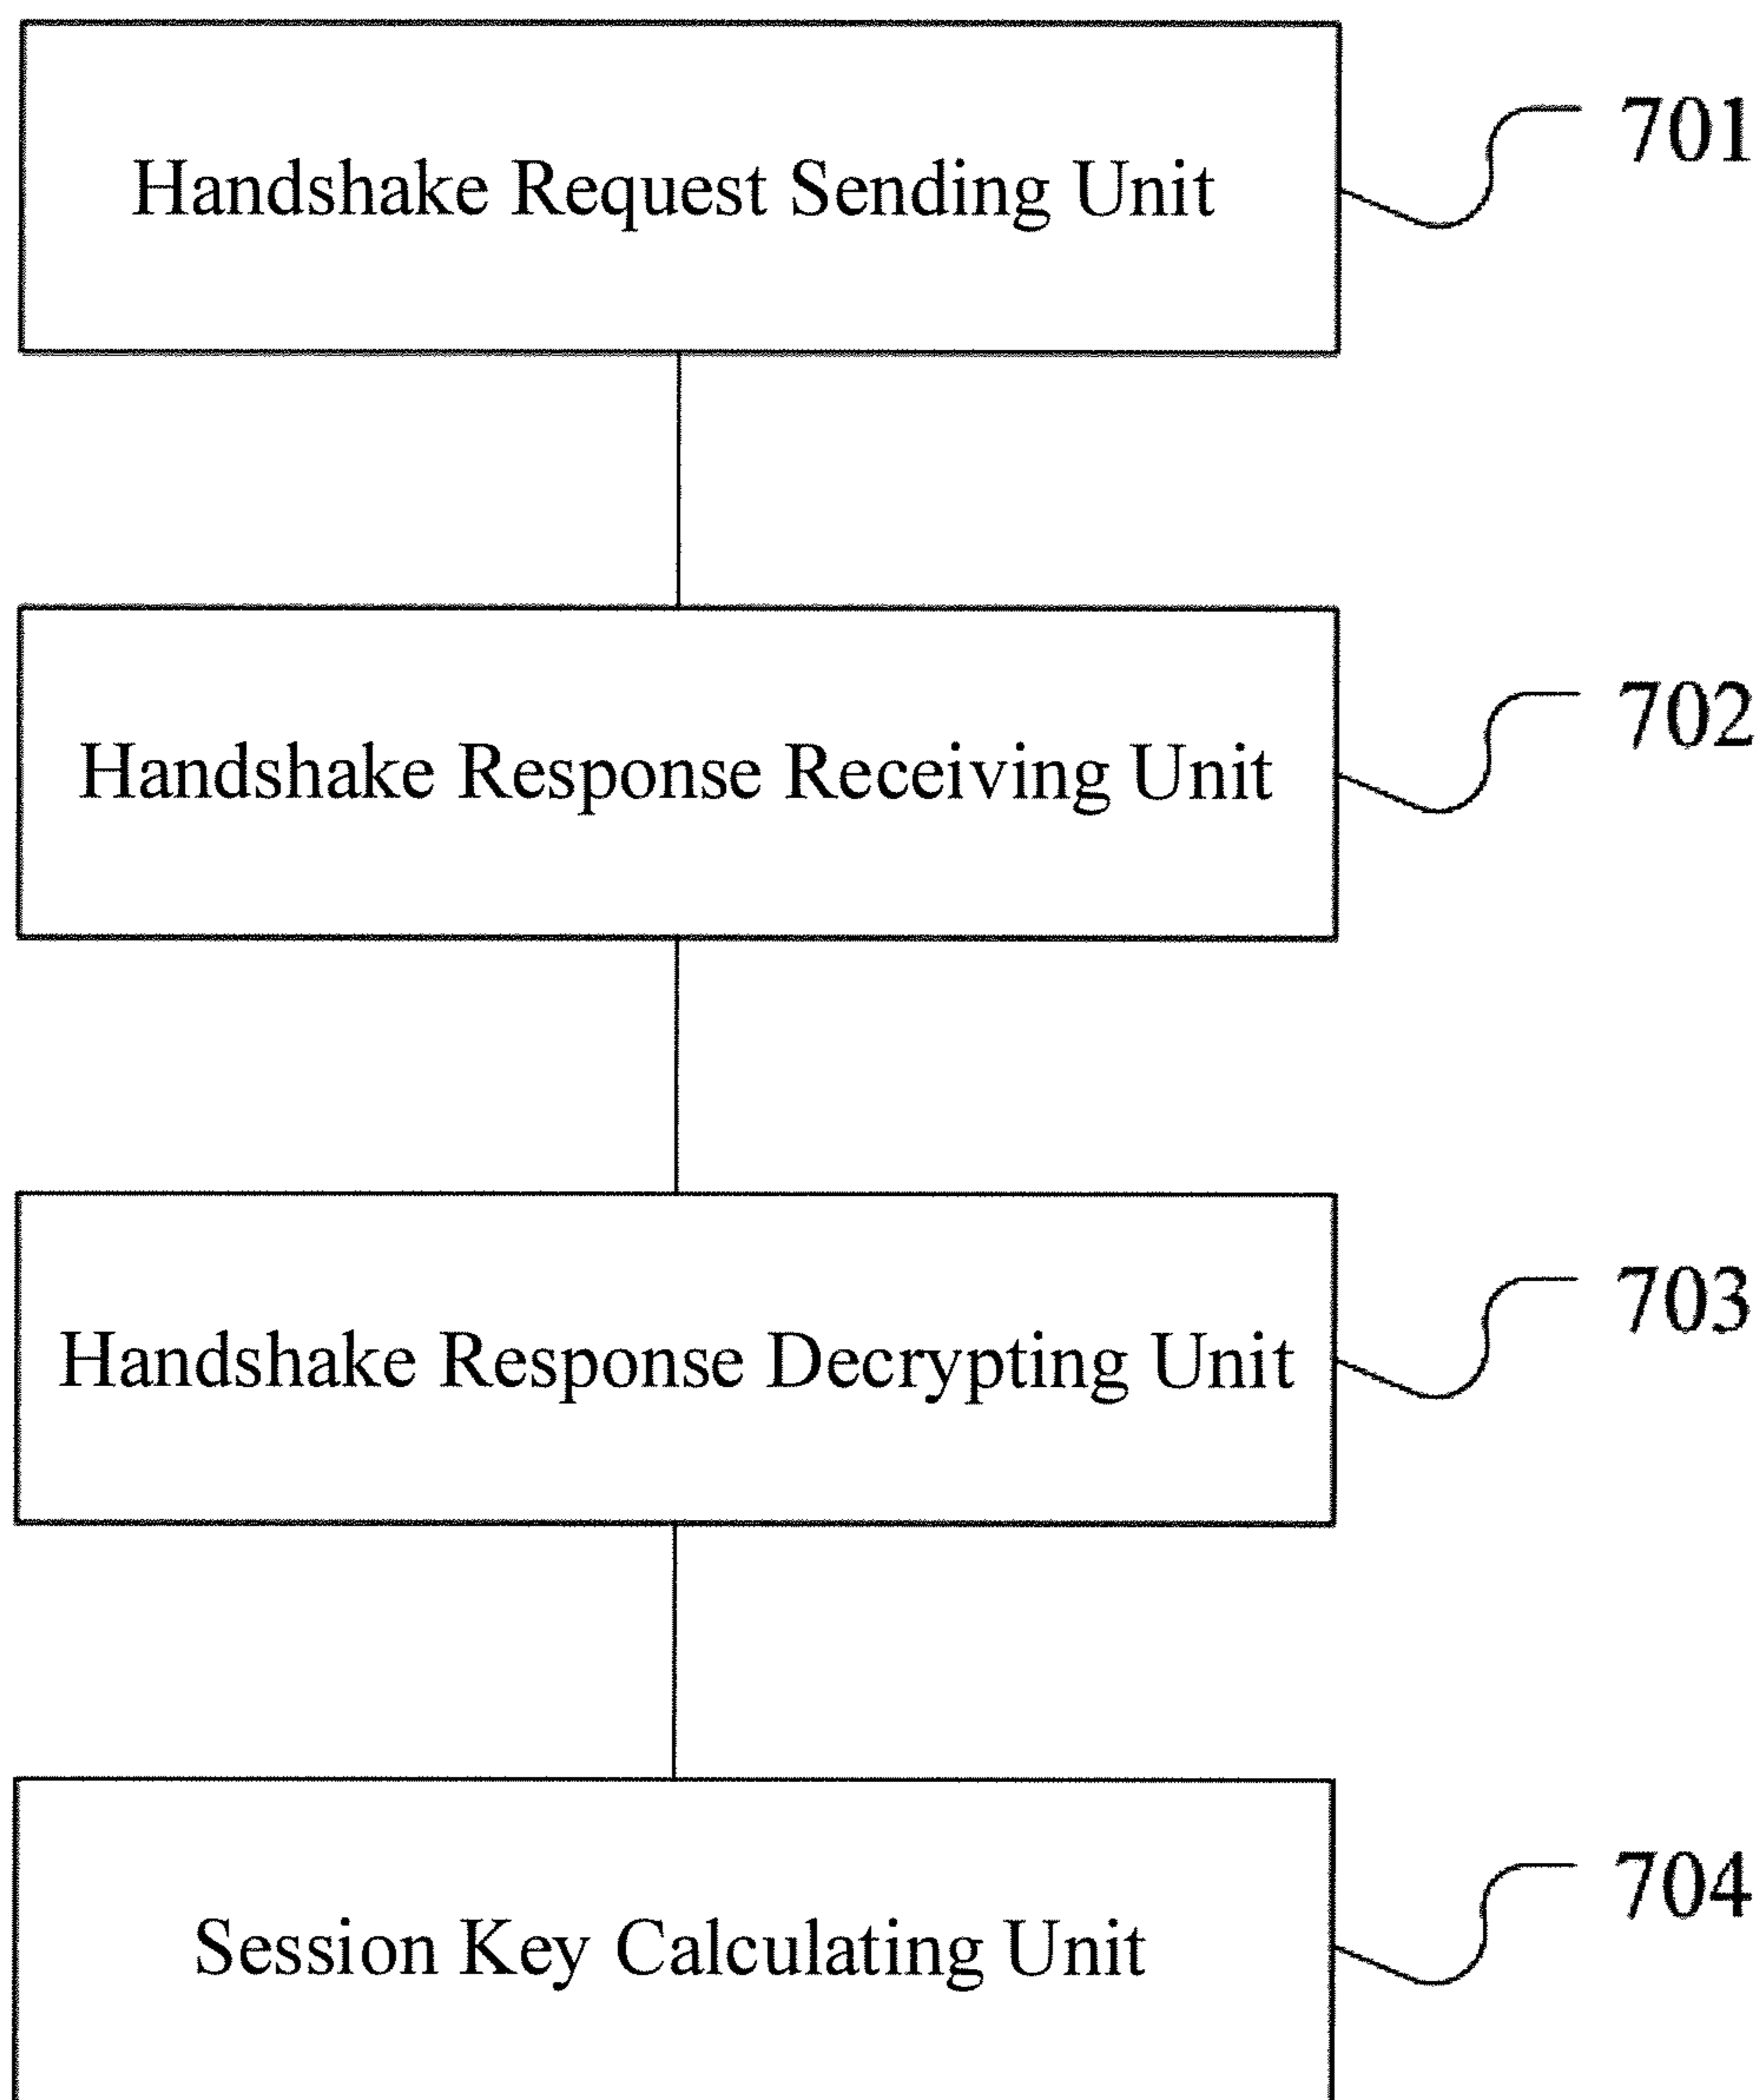 701
Handshake Request Sending Unit
702
Handshake Response Receiving Unit
703
Handshake Response Decrypting Unit
704
Session Key Calculating Unit